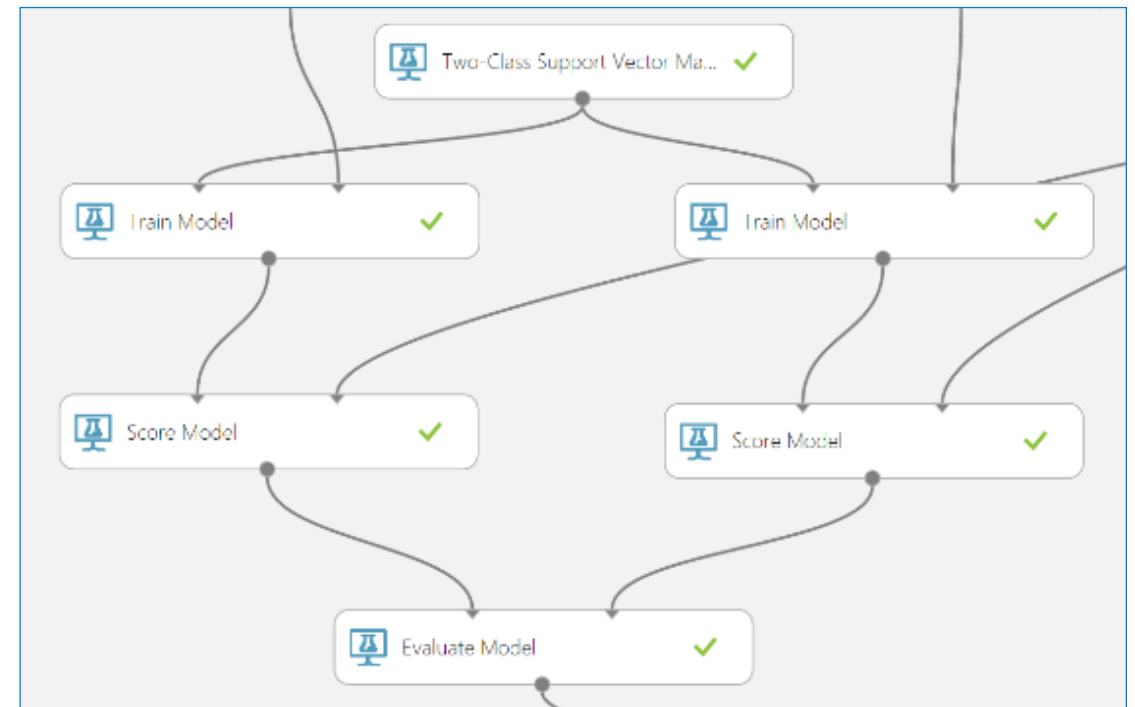 Two-Class Support Vector Ma...
Train Model
Train Model
Score Model
Score Model
Evaluate Model